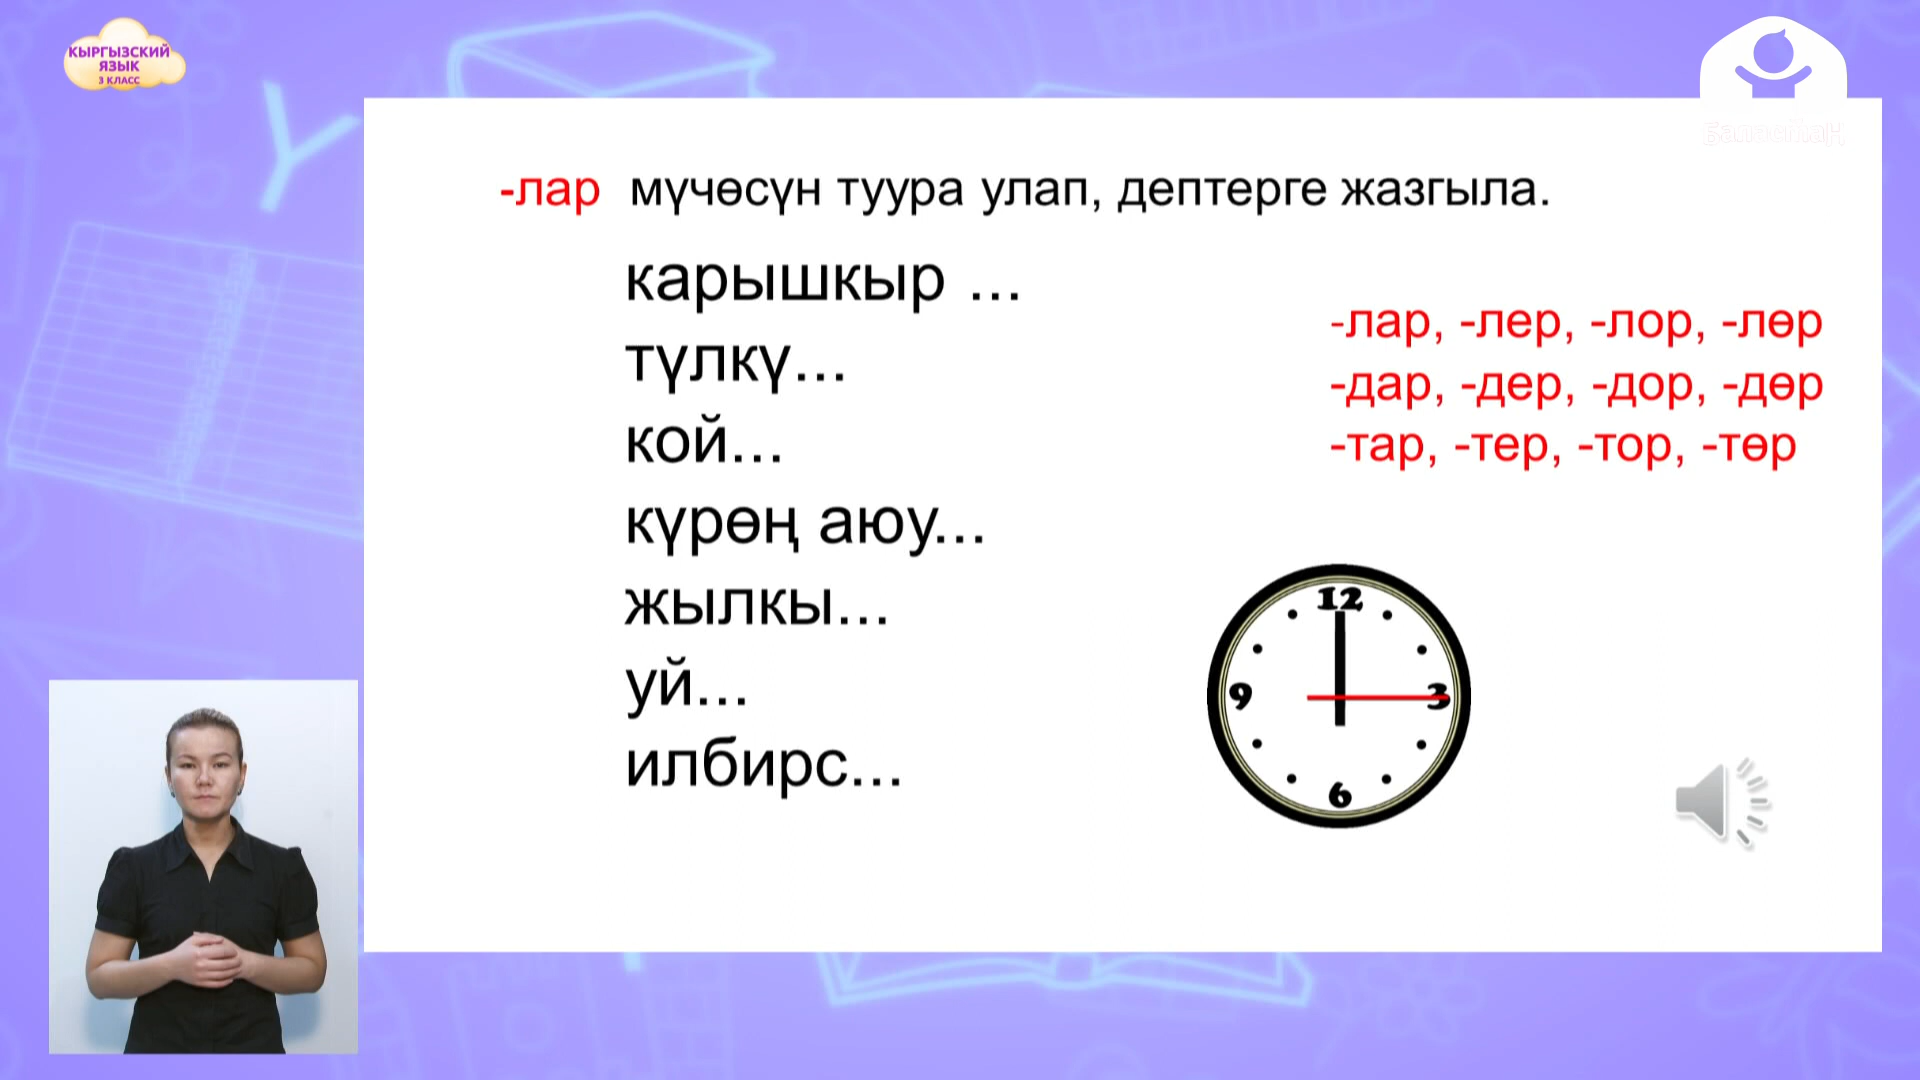 КЫРГЫЗСКИЙ
ЯЗЫК
3 КЛАСС
баластан
-лар мүчөсүн туура улап, дептерге жазгыла.
карышкыр ...
түлкү...
кой...
күрөң аюу...
жылкы...
уй...
илбирс...
-лар, -лер, -лор, -лөр
-дар, -дер, -дор, -дөр
-тар, -тер, -тор, -төр
12
9
3
6